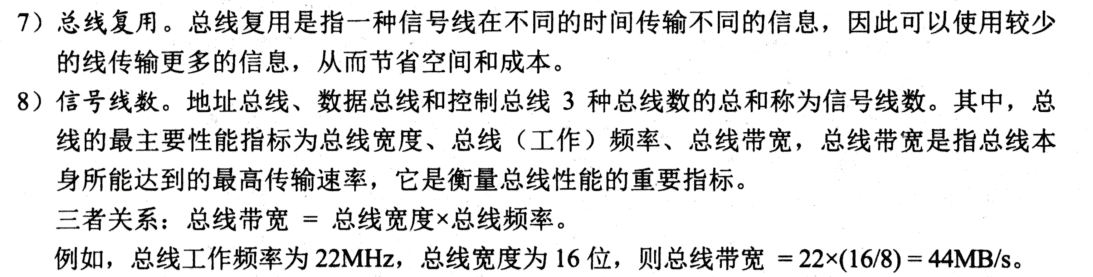 7）总线复用。总线复用是指一种信号线在不同的时间传输不同的信息，因此可以使用较少
的线传输更多的信息，从而节省空间和成本。
8）信号线数。地址总线、数据总线和控制总线 3 种总线数的总和称为信号线数。其中，总
线的最主要性能指标为总线宽度、总线（工作）频率、总线带宽，总线带宽是指总线本
身所能达到的最高传输速率，它是衡量总线性能的重要指标。
三者关系：总线带宽 = 总线宽度×总线频率。
例如，总线工作频率为 22MHz，总线宽度为 16 位，则总线带宽 = 22×(16/8) = 44MB/s。